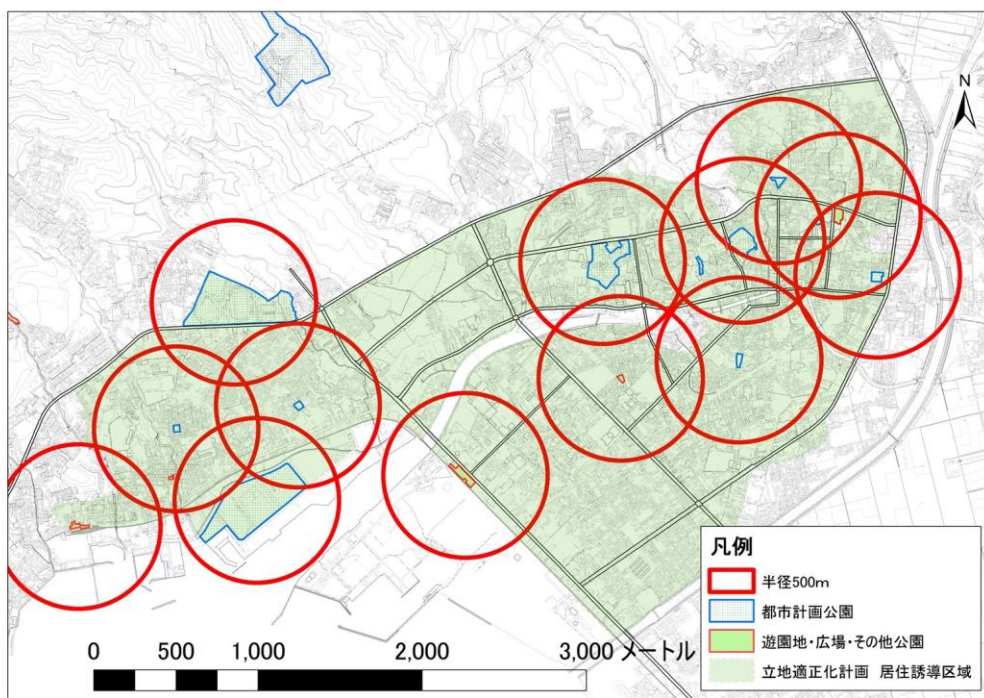 N
凡例
半径500m
都市計画公園
遊園地・広場・その他公園
立地適正化計画 居住誘導区域
0 500 1,000 2,000 3,000 メートル